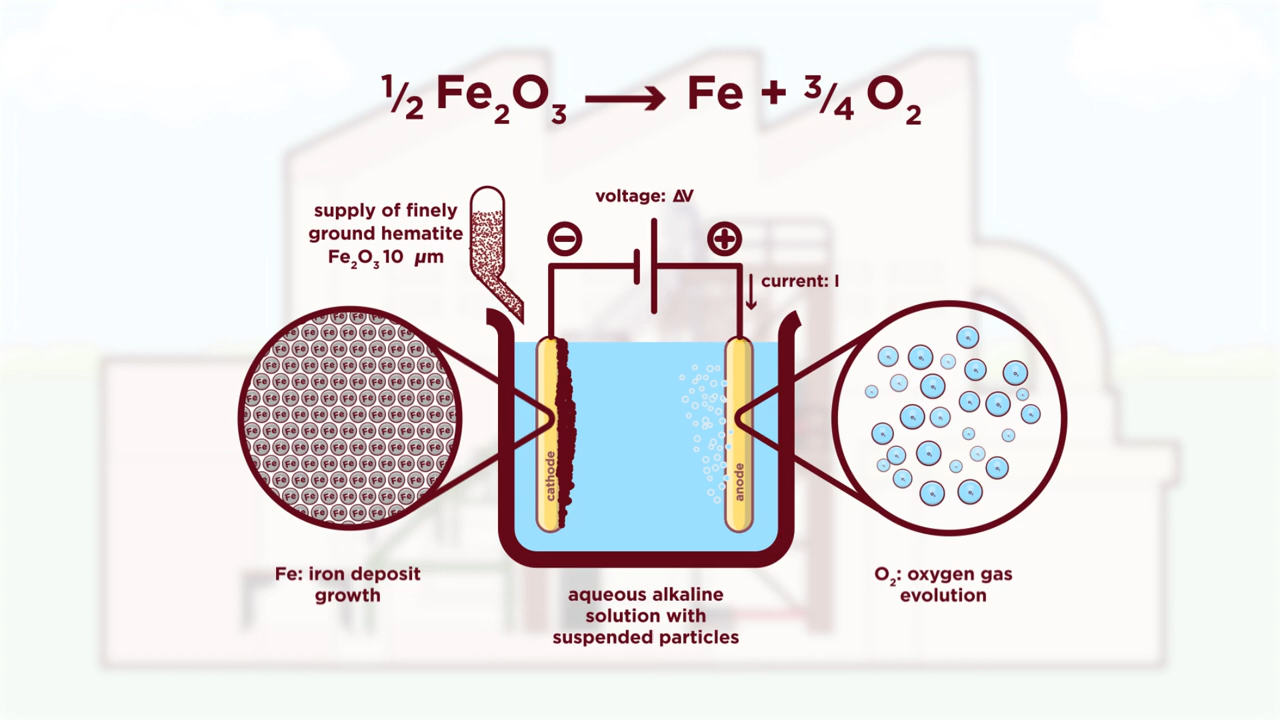 ½ Fe₂O₃ ⟶ Fe + ¾ O₂
voltage: ΔV
supply of finely
ground hematite
Fe₂O₃ 10 µm
−
+
current: I
cathode
anode
Fe
Fe: iron deposit
growth
aqueous alkaline
solution with
suspended particles
O₂: oxygen gas
evolution